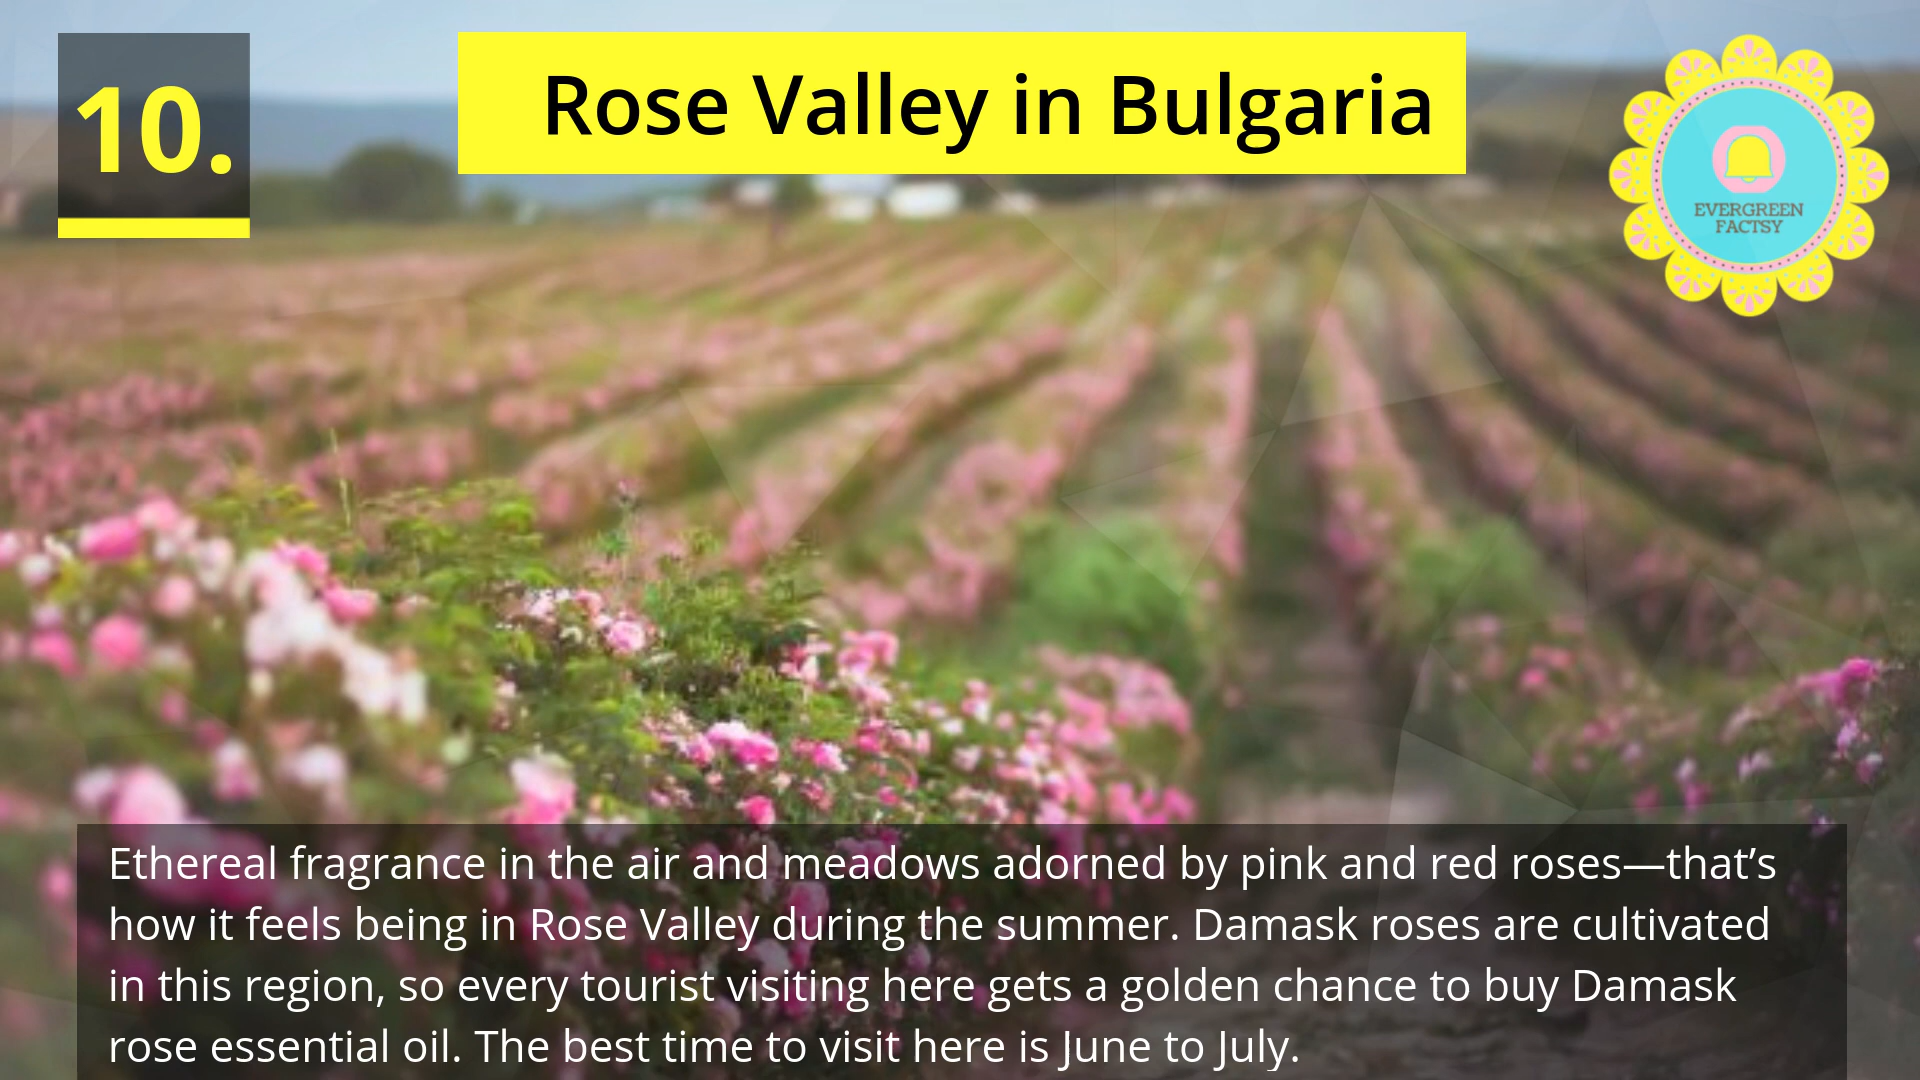 10.
Rose Valley in Bulgaria
EVERGREEN
FACTSY
Ethereal fragrance in the air and meadows adorned by pink and red roses—that’s
how it feels being in Rose Valley during the summer. Damask roses are cultivated
in this region, so every tourist visiting here gets a golden chance to buy Damask
rose essential oil. The best time to visit here is June to July.